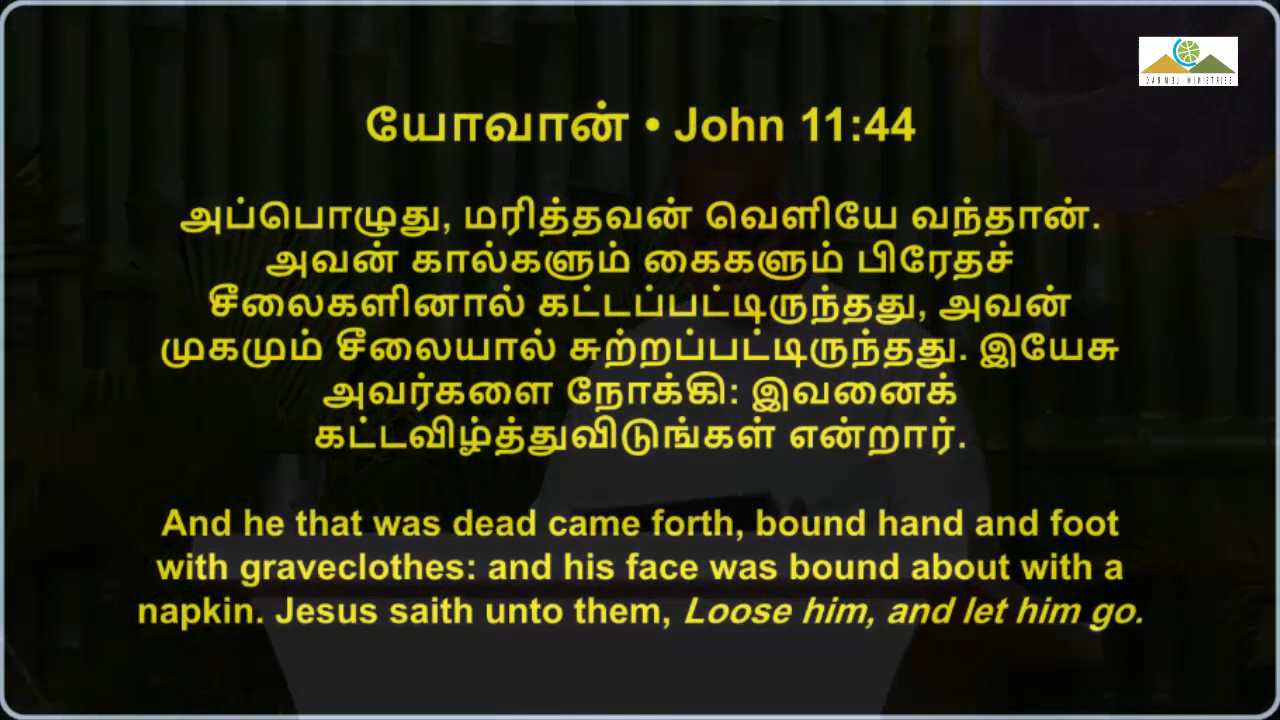 CARMEL MINISTRIES
யோவான் • John 11:44
அப்பொழுது, மரித்தவன் வெளியே வந்தான்.
அவன் கால்களும் கைகளும் பிரேதச்
சீலைகளினால் கட்டப்பட்டிருந்தது, அவன்
முகமும் சீலையால் சுற்றப்பட்டிருந்தது. இயேசு
அவர்களை நோக்கி: இவனைக்
கட்டவிழ்த்துவிடுங்கள் என்றார்.
And he that was dead came forth, bound hand and foot
with graveclothes: and his face was bound about with a
napkin. Jesus saith unto them, Loose him, and let him go.